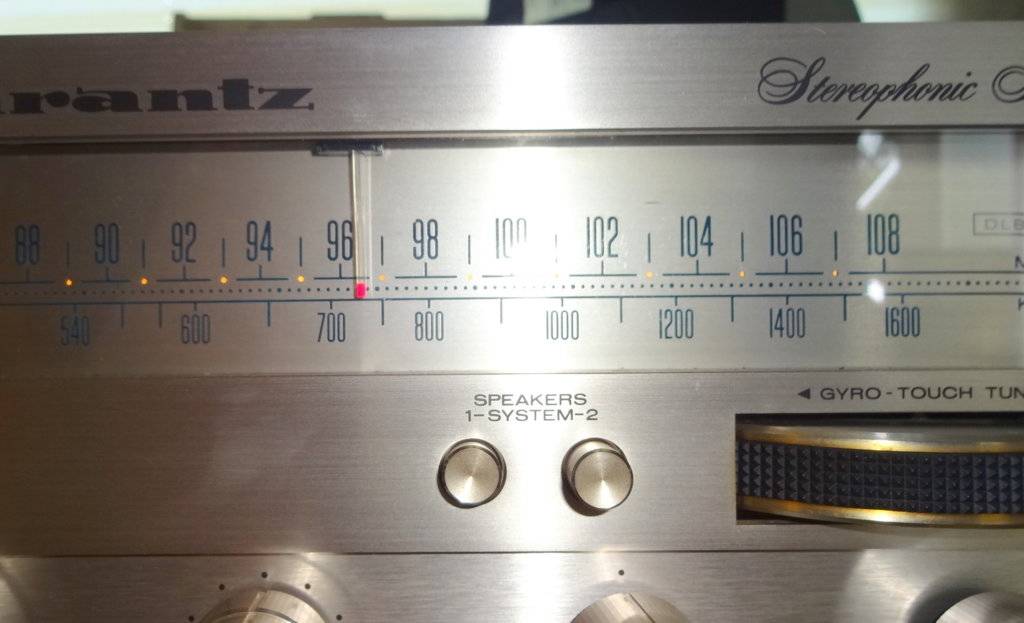 rantz
Stereophonic
88 90 92 94 96 98 100 102 104 106 108
540 600 700 800 1000 1200 1400 1600
SPEAKERS
1-SYSTEM-2
◄ GYRO-TOUCH TUN